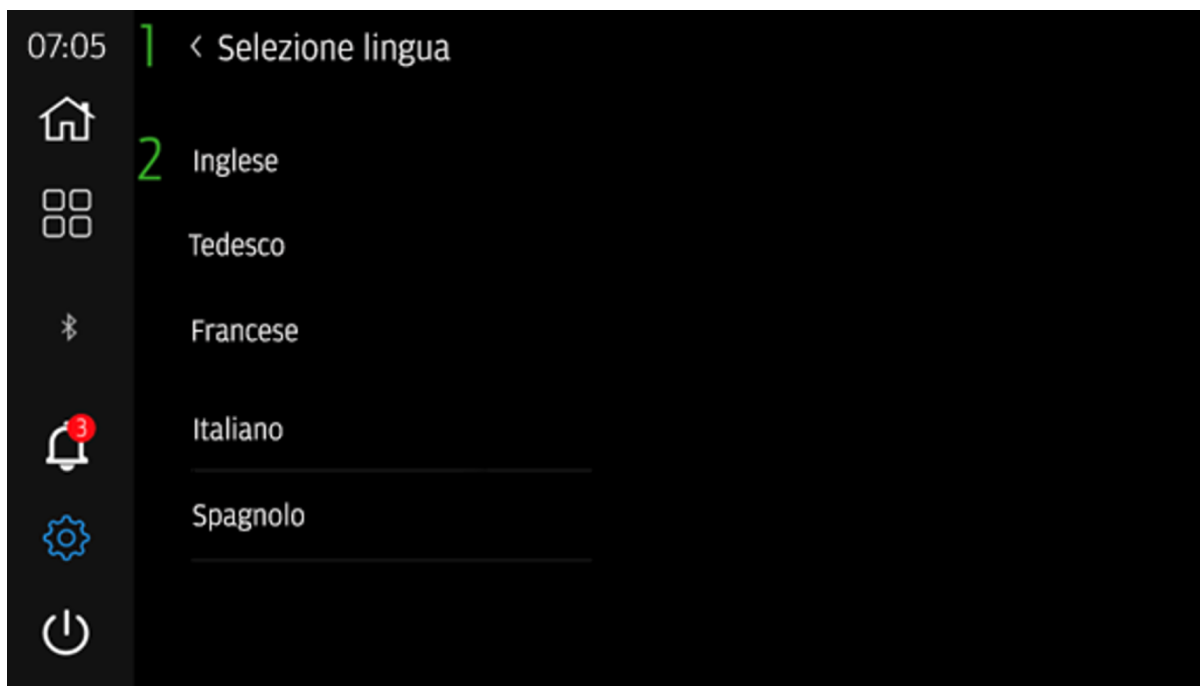 07:05
1 < Selezione lingua
2 Inglese
Tedesco
Francese
Italiano
3
Spagnolo